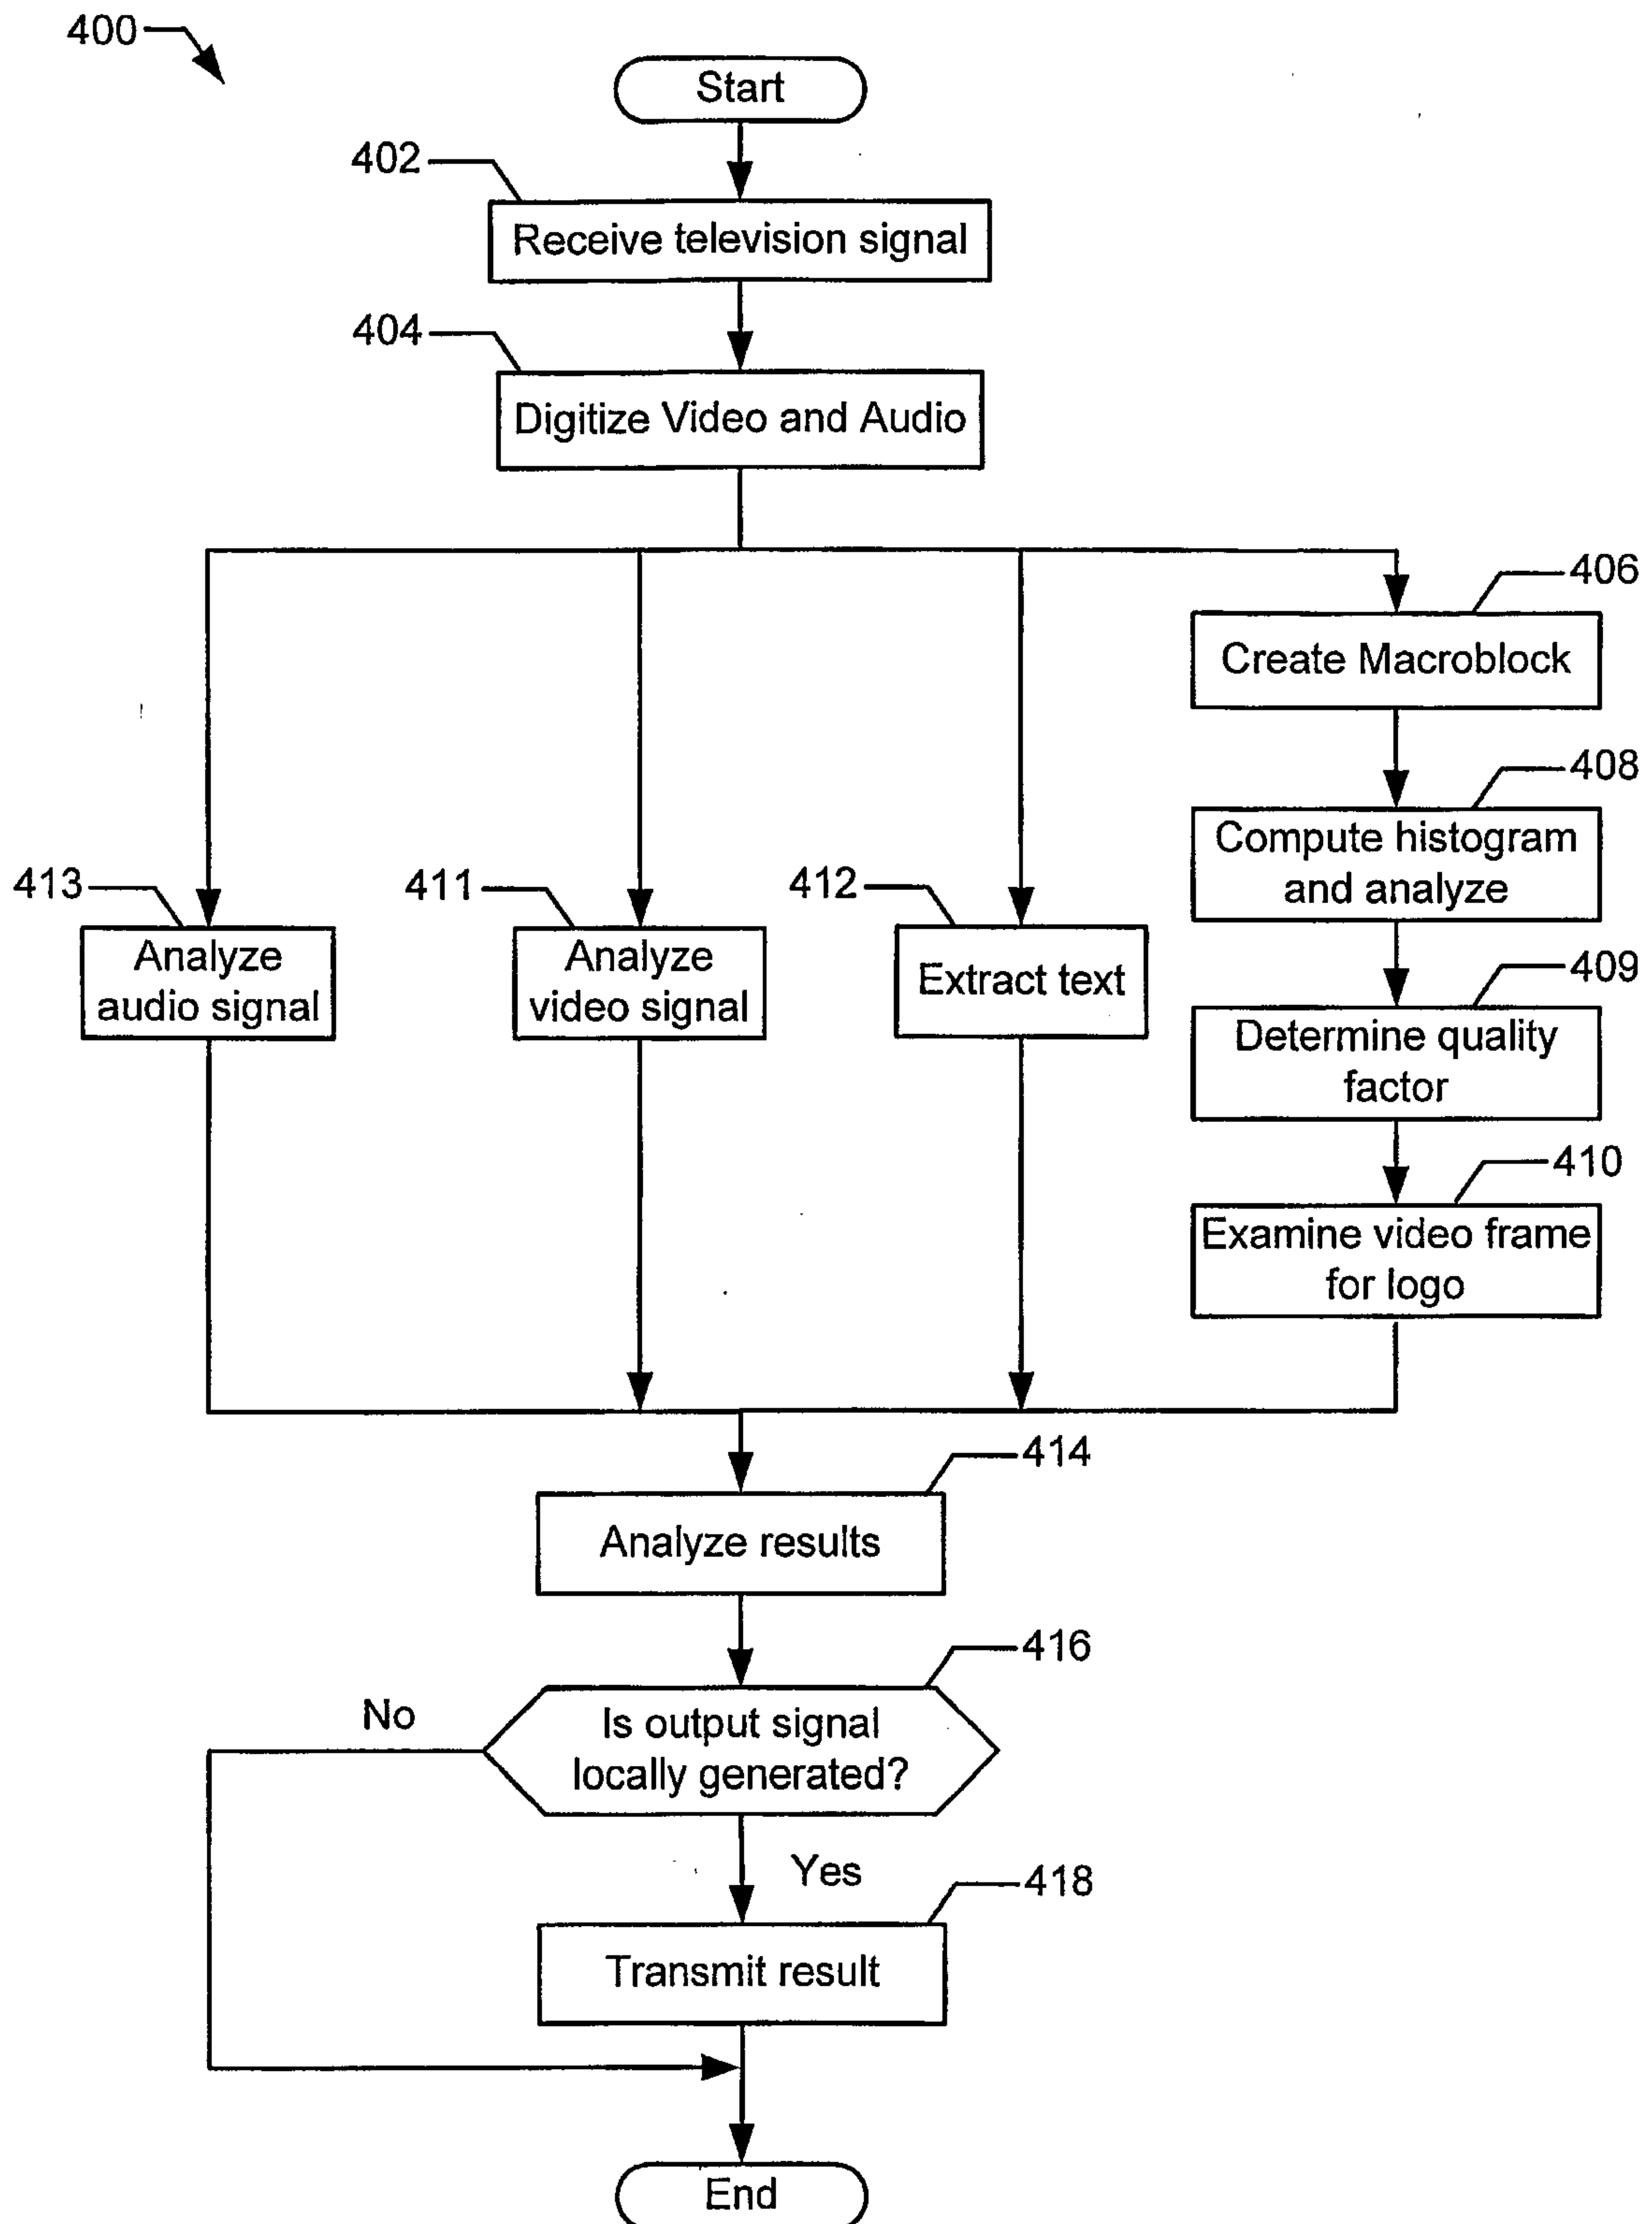 400
Start
402
Receive television signal
404
Digitize Video and Audio
406
Create Macroblock
408
Compute histogram
and analyze
413
Analyze
audio signal
411
Analyze
video signal
412
Extract text
409
Determine quality
factor
410
Examine video frame
for logo
414
Analyze results
416
Is output signal
locally generated?
No
Yes
418
Transmit result
End